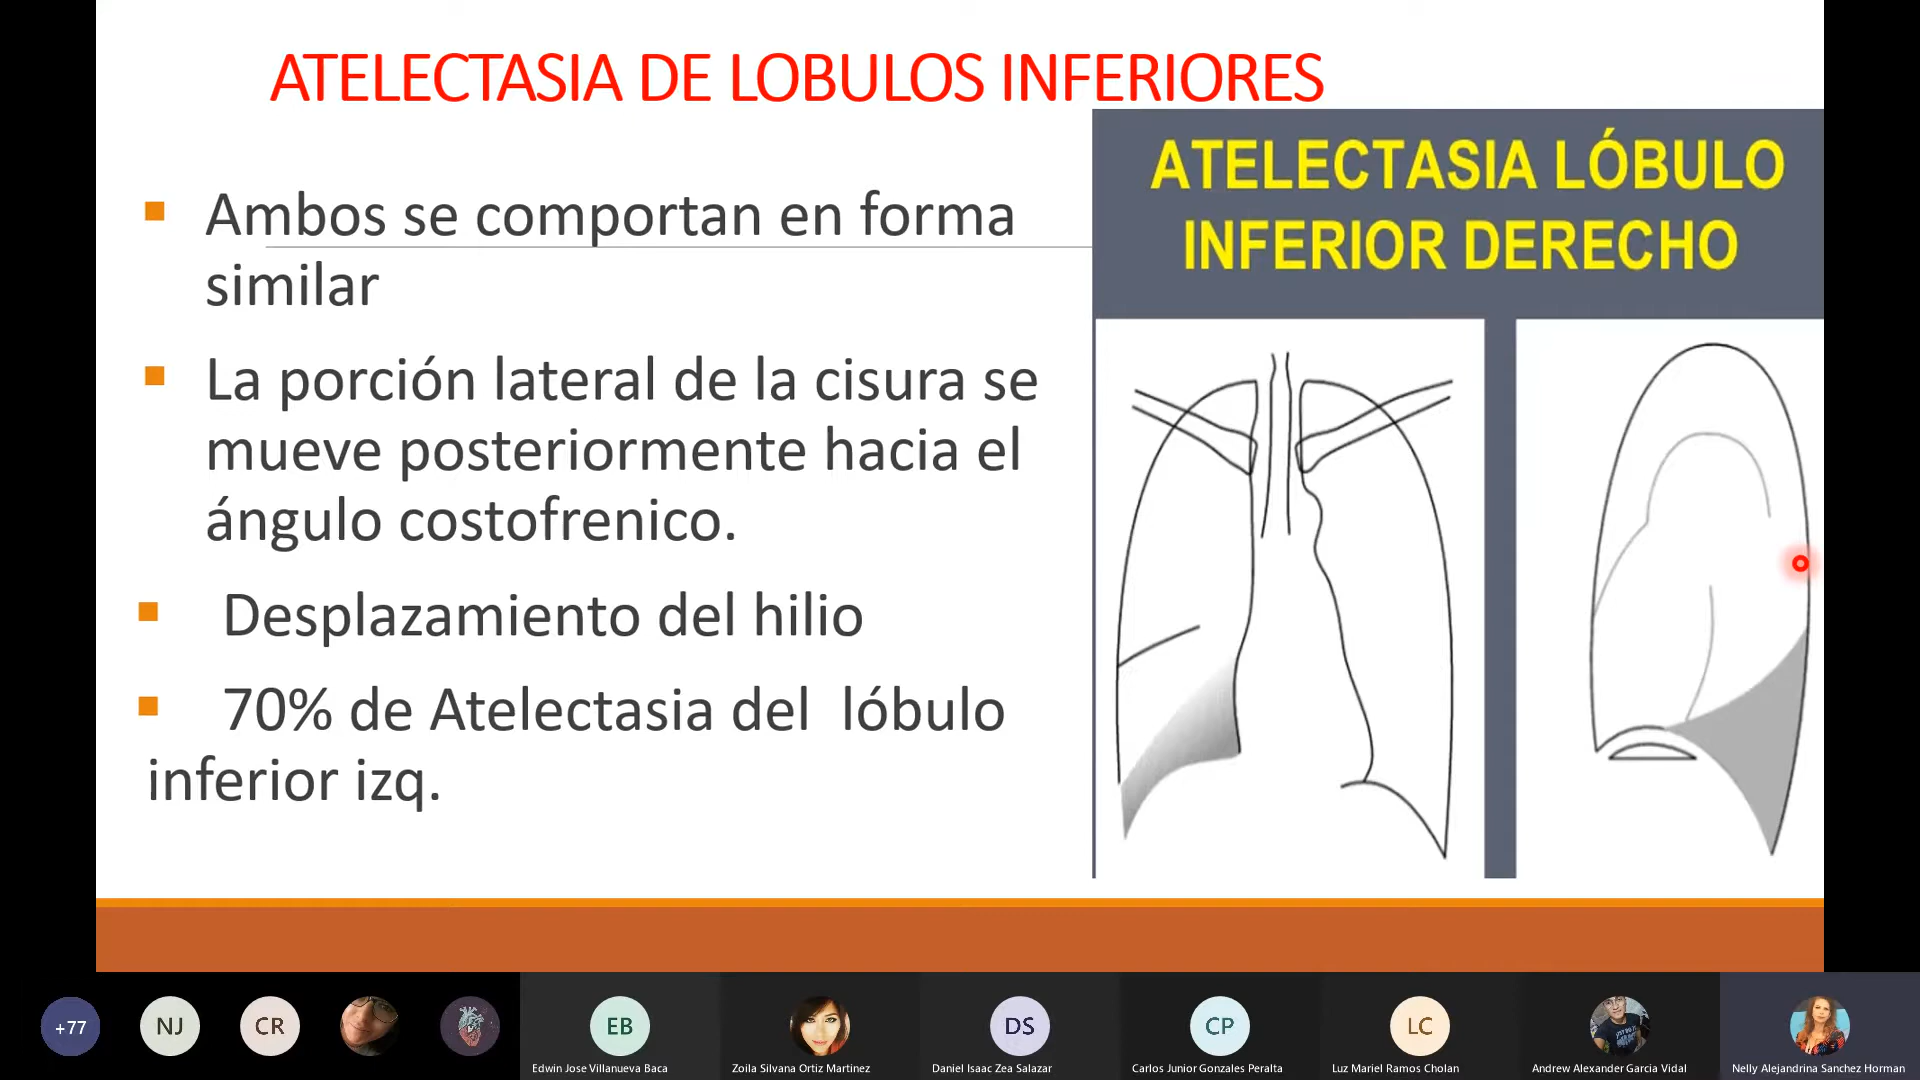 ATELECTASIA DE LOBULOS INFERIORES
Ambos se comportan en forma
similar
La porción lateral de la cisura se
mueve posteriormente hacia el
ángulo costofrenico.
Desplazamiento del hilio
70% de Atelectasia del lóbulo
inferior izq.
ATELECTASIA LÓBULO
INFERIOR DERECHO
+77
NJ
CR
EB
DS
CP
LC
Edwin Jose Villanueva Baca
Zoila Silvana Ortiz Martinez
Daniel Isaac Zea Salazar
Carlos Junior Gonzales Peralta
Luz Mariel Ramos Cholan
Andrew Alexander Garcia Vidal
Nelly Alejandrina Sanchez Horman